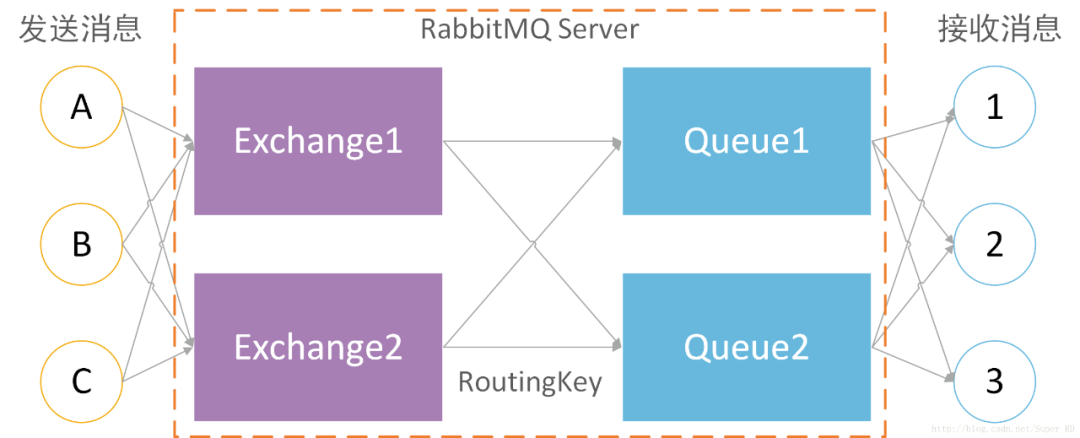 发送消息
RabbitMQ Server
接收消息
A
Exchange1
Queue1
1
B
2
C
Exchange2
Queue2
3
RoutingKey